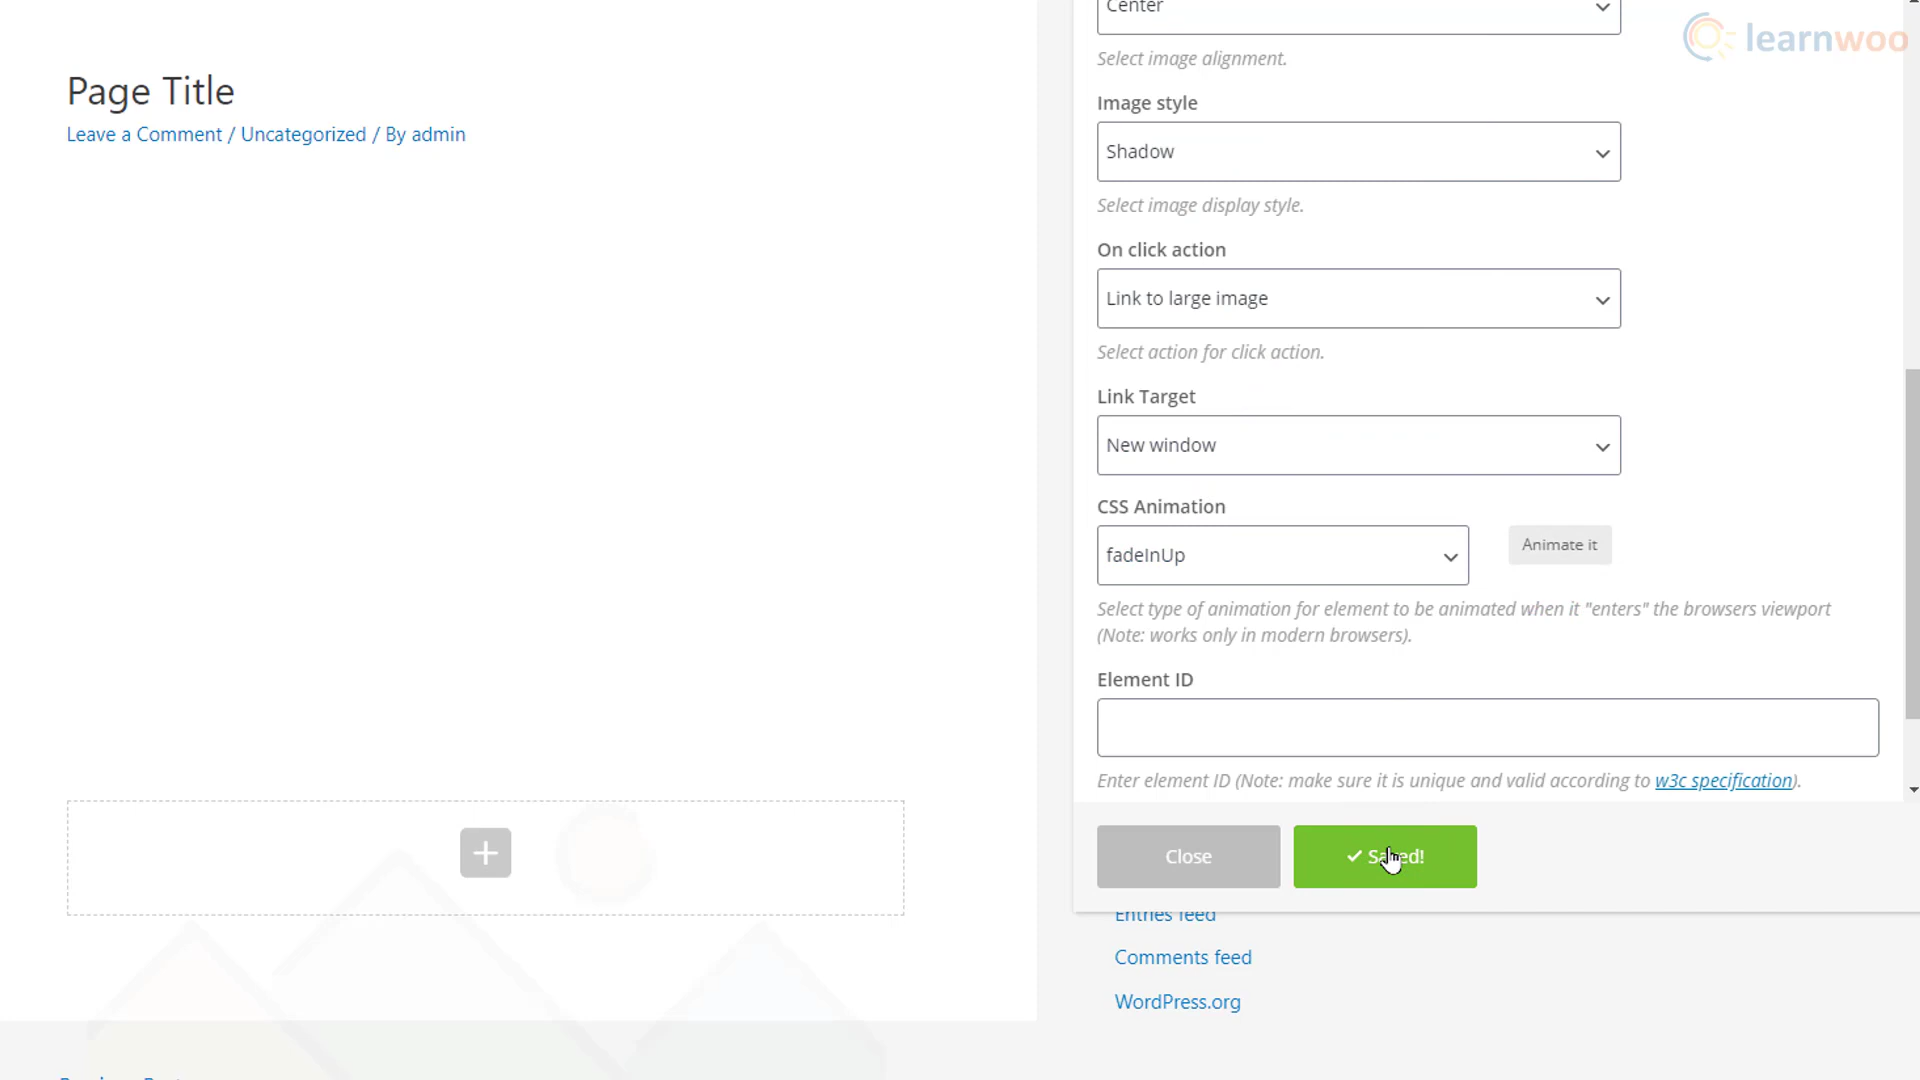 Center
learnwoo
Select image alignment.
Page Title
Leave a Comment / Uncategorized / By admin
Image style
Shadow
Select image display style.
On click action
Link to large image
Select action for click action.
Link Target
New window
CSS Animation
fadeInUp
Animate it
Select type of animation for element to be animated when it "enters" the browsers viewport
(Note: works only in modern browsers).
Element ID
Enter element ID (Note: make sure it is unique and valid according to w3c specification).
Close
Saved!
Entries feed
Comments feed
WordPress.org